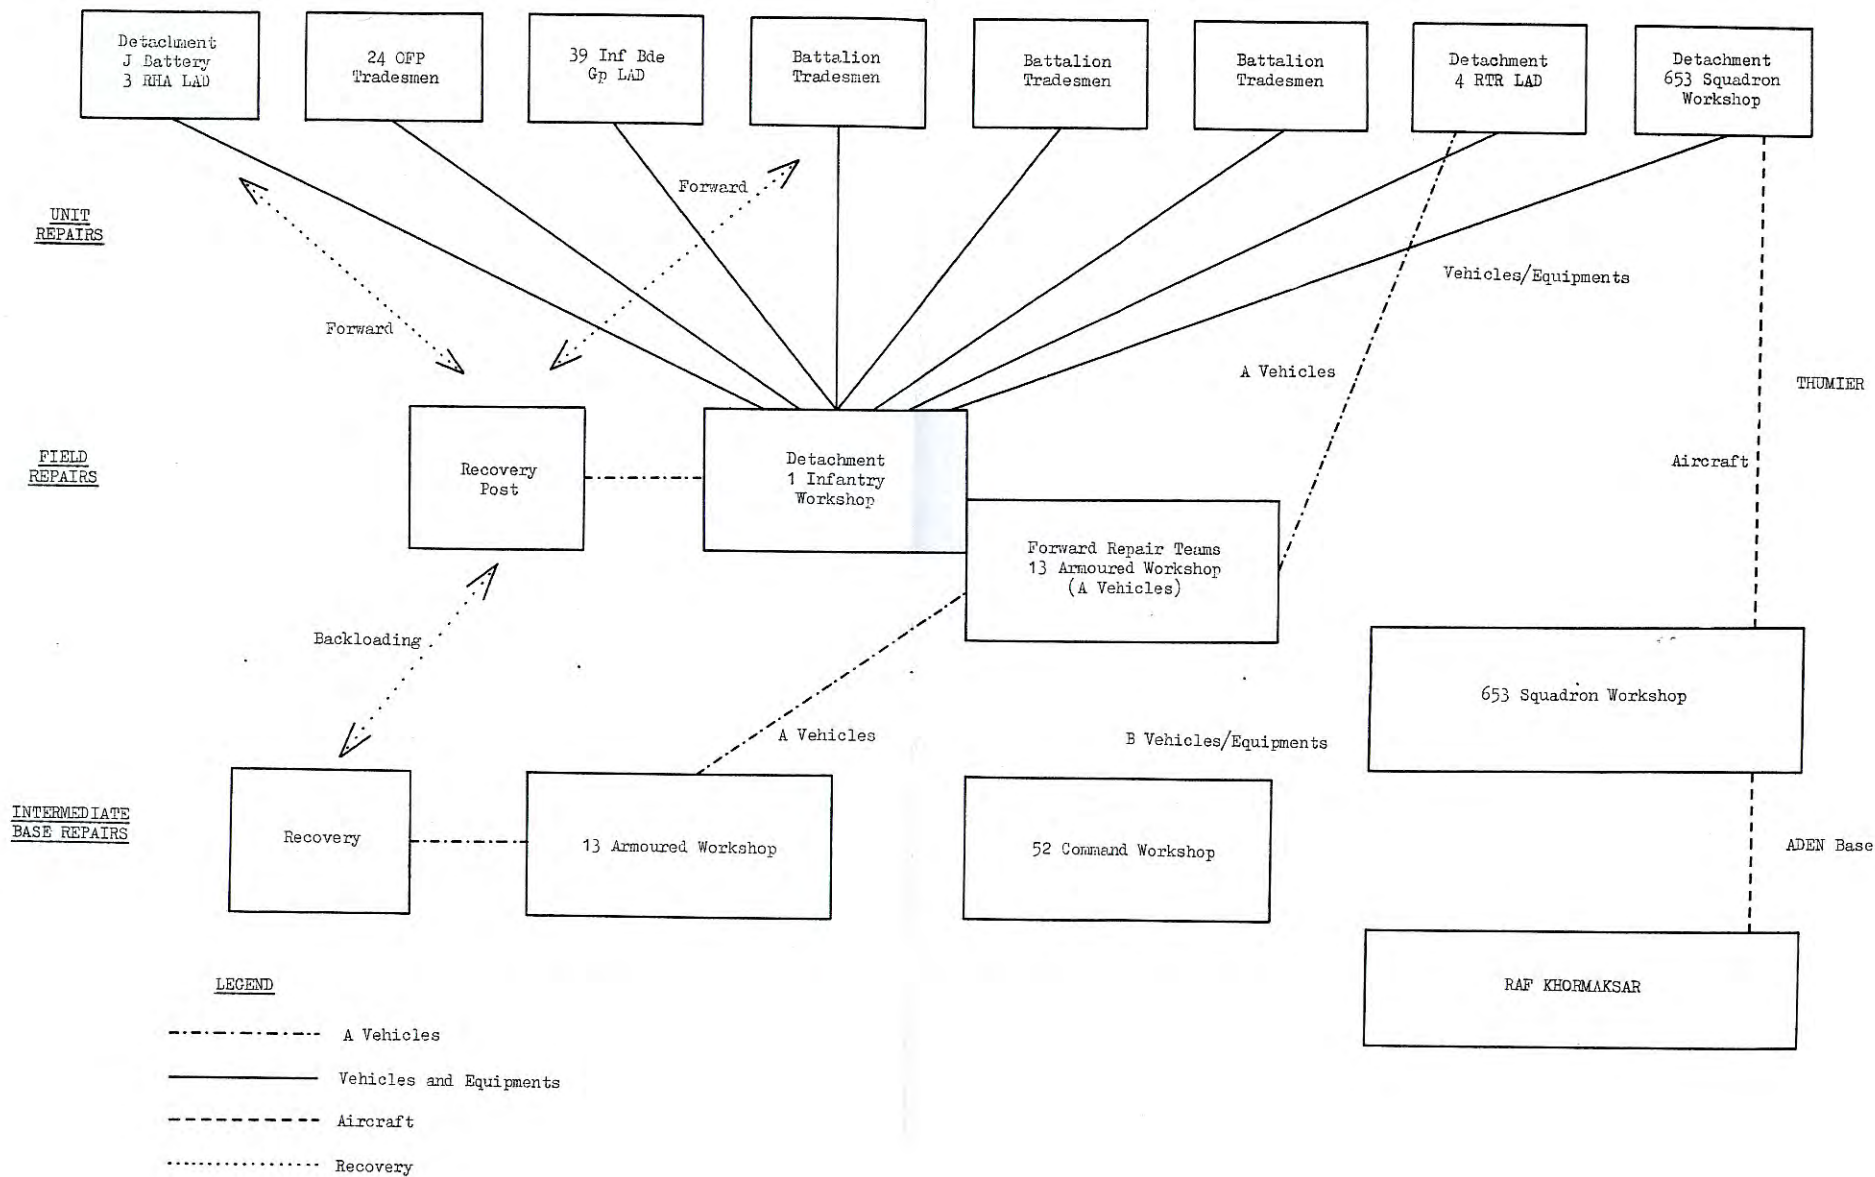 Detachment
J Battery
3 RHA LAD
24 OFP
Tradesmen
39 Inf Bde
Gp LAD
Battalion
Tradesmen
Battalion
Tradesmen
Battalion
Tradesmen
Detachment
4 RTR LAD
Detachment
653 Squadron
Workshop
UNIT
REPAIRS
Forward
Forward
Vehicles/Equipments
A Vehicles
THUMIER
FIELD
REPAIRS
Recovery
Post
Detachment
1 Infantry
Workshop
Aircraft
Forward Repair Teams
13 Armoured Workshop
(A Vehicles)
Backloading
653 Squadron Workshop
A Vehicles
B Vehicles/Equipments
INTERMEDIATE
BASE REPAIRS
Recovery
13 Armoured Workshop
52 Command Workshop
ADEN Base
RAF KHORMAKSAR
LEGEND
A Vehicles
Vehicles and Equipments
Aircraft
Recovery